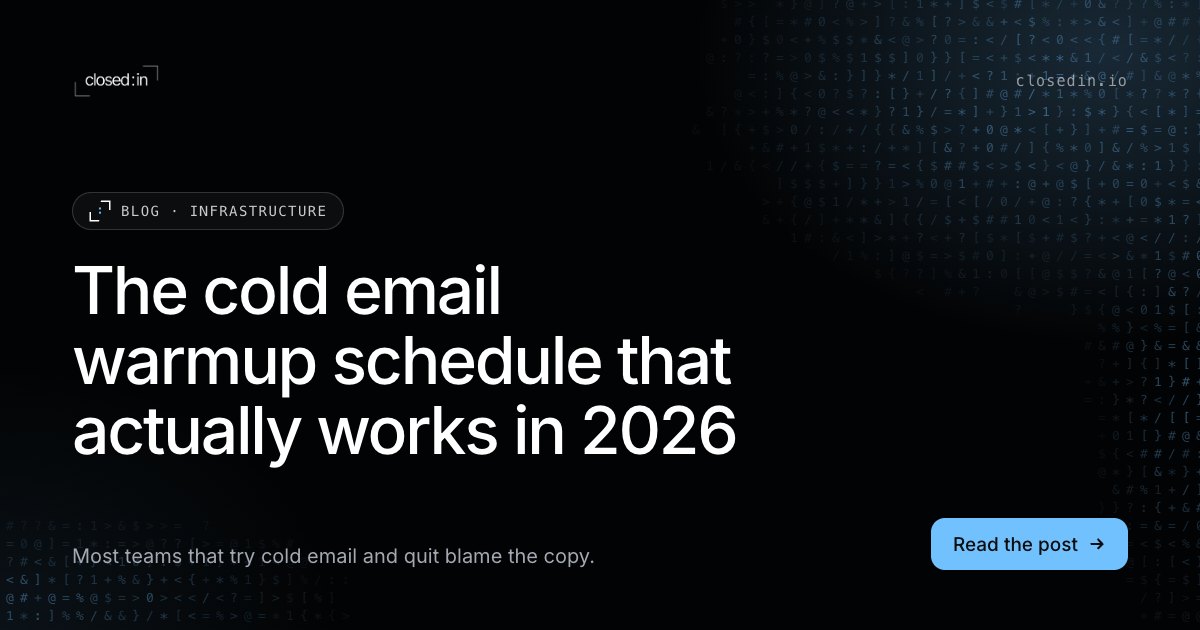 closed:in
closedin.io
BLOG · INFRASTRUCTURE
The cold email
warmup schedule that
actually works in 2026
Most teams that try cold email and quit blame the copy.
Read the post →